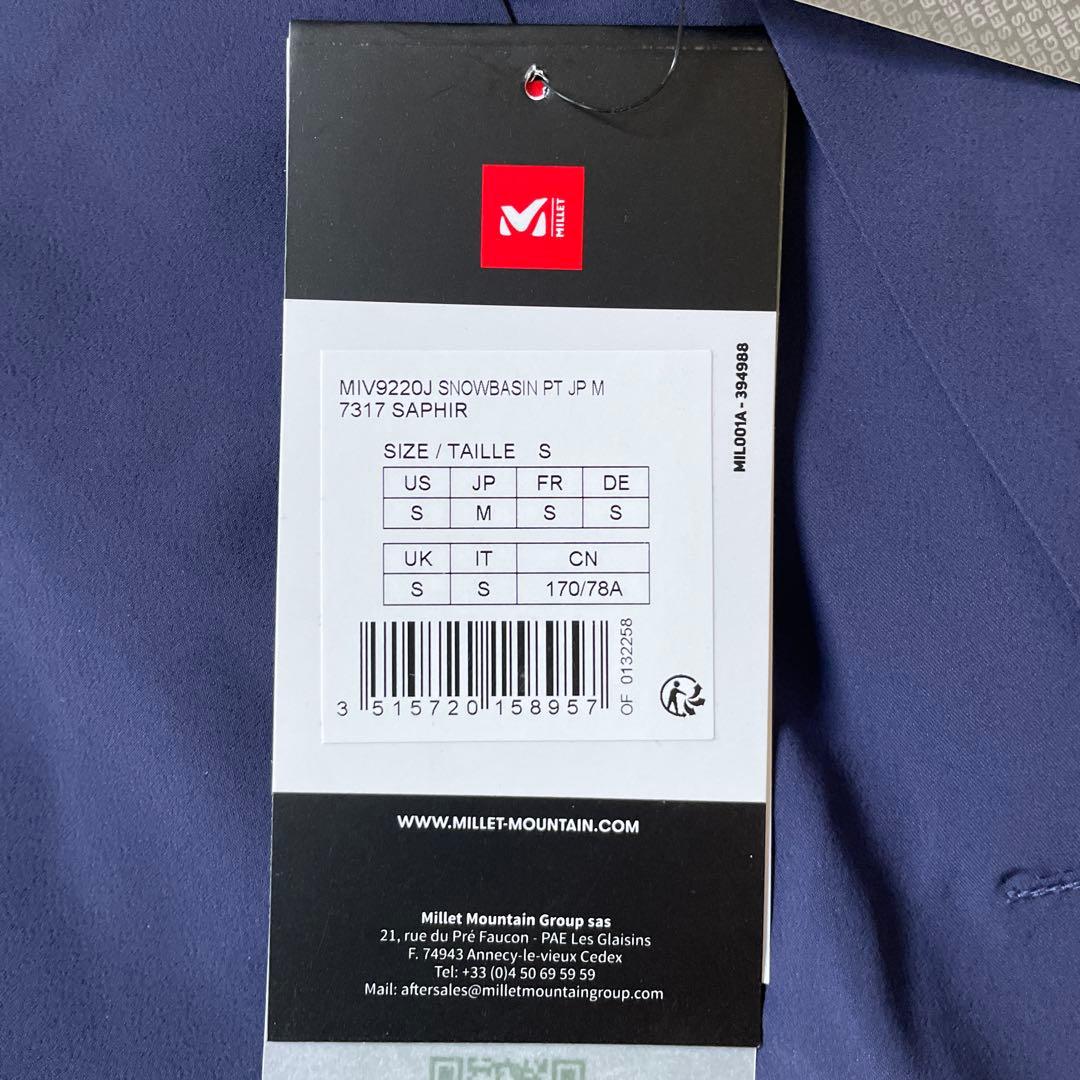 MILLET
MIV9220J SNOWBASIN PT JP M
7317 SAPHIR
SIZE / TAILLE S
US JP FR DE
S M S S
UK IT CN
S S 170/78A
3 515720 158957
OF 0132258
MIL001A - 394988
WWW.MILLET-MOUNTAIN.COM
Millet Mountain Group sas
21, rue du Pré Faucon - PAE Les Glaisins
F. 74943 Annecy-le-vieux Cedex
Tel: +33 (0)4 50 69 59 59
Mail: aftersales@milletmountaingroup.com